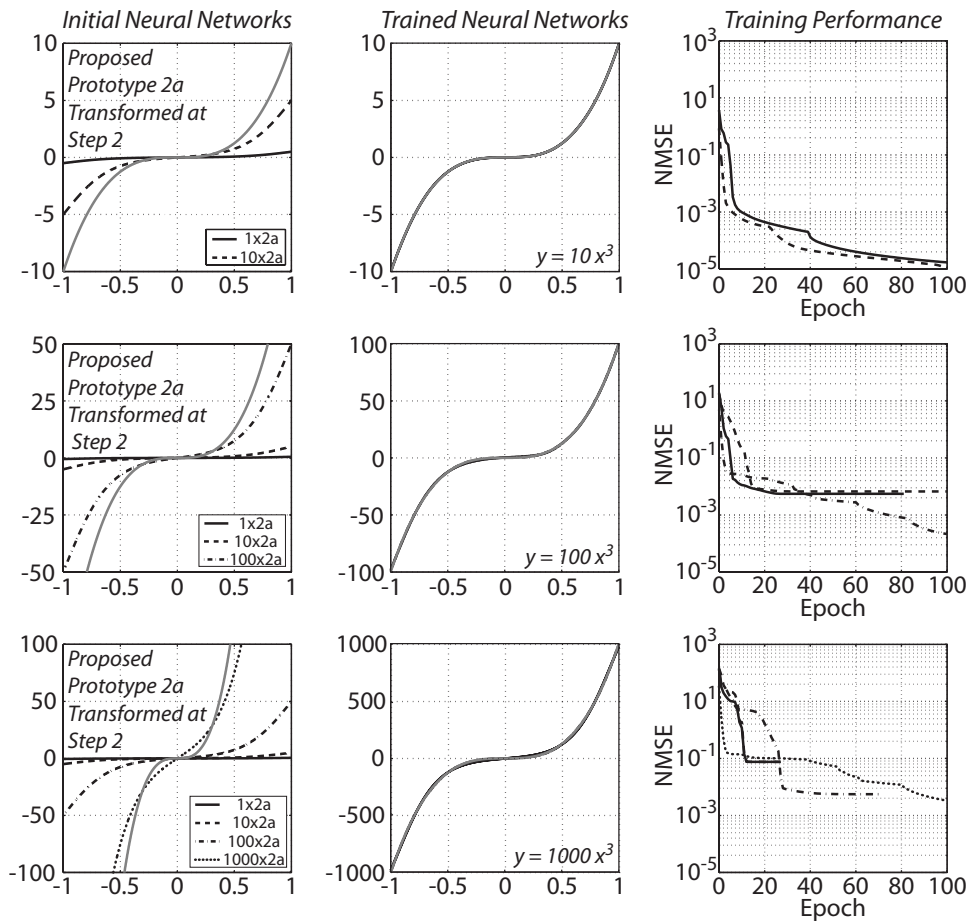 Initial Neural Networks
Trained Neural Networks
Training Performance
Proposed
Prototype 2a
Transformed at
Step 2
10
5
0
-5
-10
-1 -0.5 0 0.5 1
1x2a
10x2a
10
5
0
-5
-10
-1 -0.5 0 0.5 1
y = 10 x³
NMSE
10³
10¹
10⁻¹
10⁻³
10⁻⁵
0 20 40 60 80 100
Epoch
Proposed
Prototype 2a
Transformed at
Step 2
50
25
0
-25
-50
-1 -0.5 0 0.5 1
1x2a
10x2a
100x2a
100
50
0
-50
-100
-1 -0.5 0 0.5 1
y = 100 x³
NMSE
10³
10¹
10⁻¹
10⁻³
10⁻⁵
0 20 40 60 80 100
Epoch
Proposed
Prototype 2a
Transformed at
Step 2
100
50
0
-50
-100
-1 -0.5 0 0.5 1
1x2a
10x2a
100x2a
1000x2a
1000
500
0
-500
-1000
-1 -0.5 0 0.5 1
y = 1000 x³
NMSE
10³
10¹
10⁻¹
10⁻³
10⁻⁵
0 20 40 60 80 100
Epoch